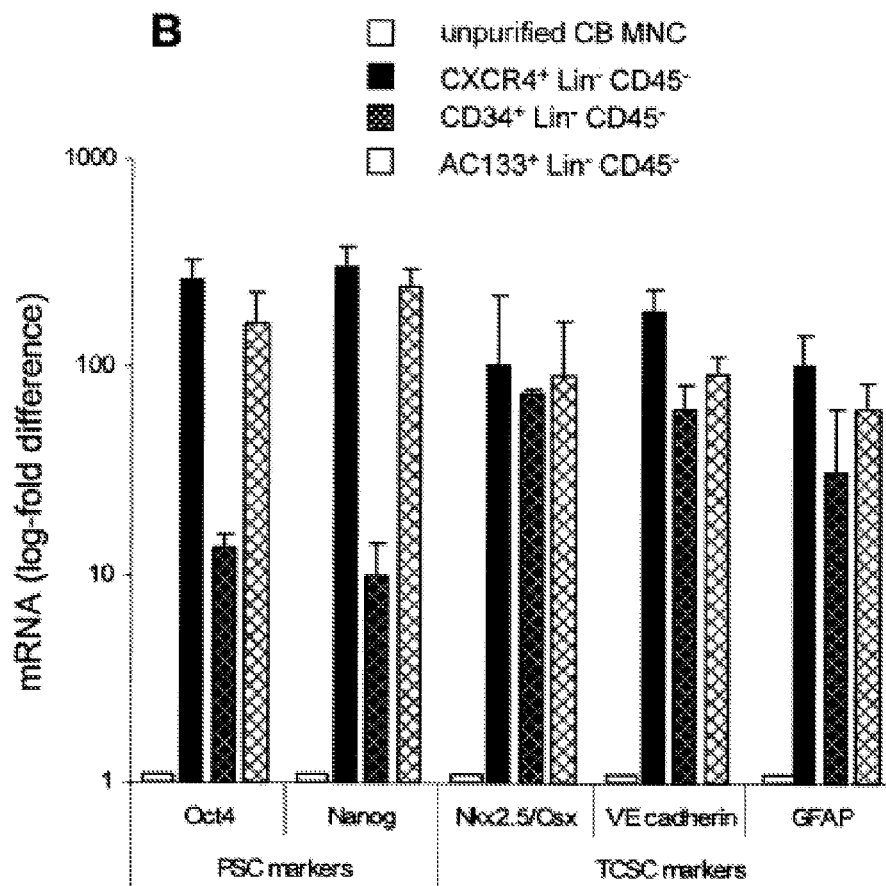 B
unpurified CB MNC
CXCR4⁺ Lin⁻ CD45⁻
CD34⁺ Lin⁻ CD45⁻
AC133⁺ Lin⁻ CD45⁻
mRNA (log-fold difference)
1000
100
10
1
Oct4 Nanog Nkx2.5/Osx VE cadherin GFAP
PSC markers TCSC markers